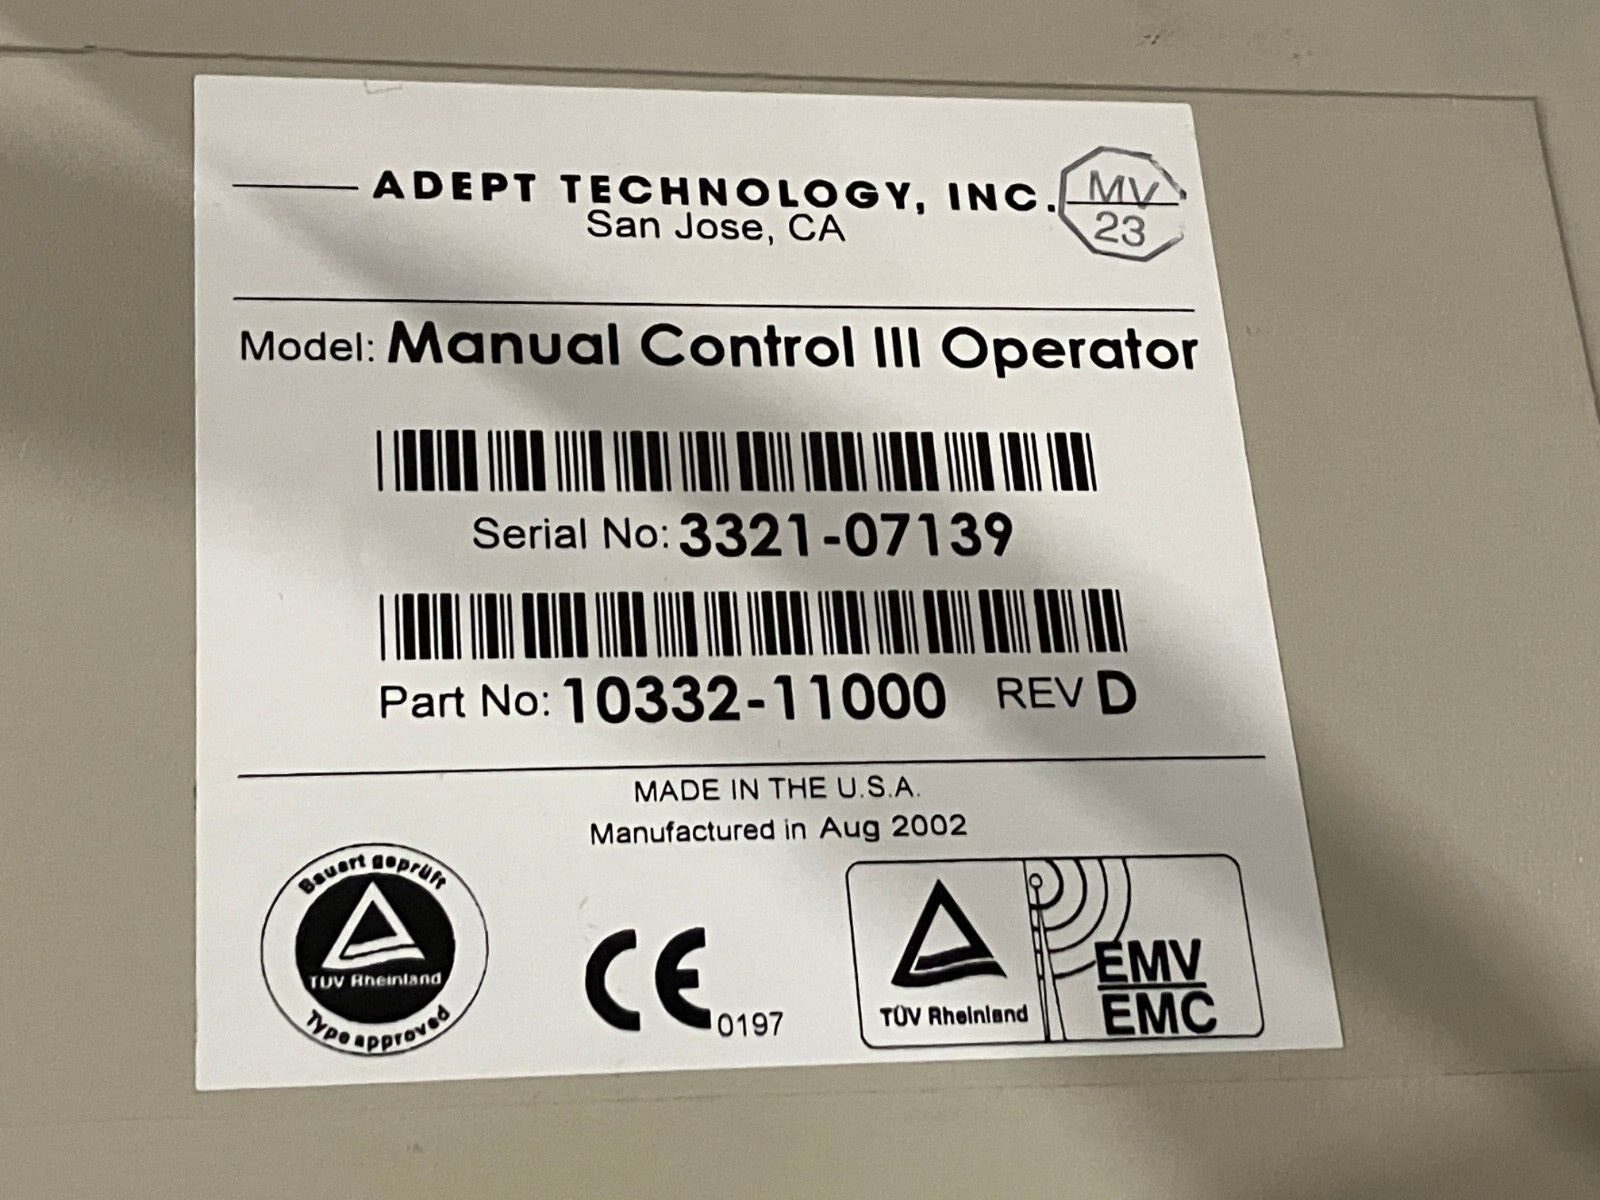 ADEPT TECHNOLOGY, INC.
San Jose, CA
MV
23
Model: Manual Control III Operator
Serial No: 3321-07139
Part No: 10332-11000 REV D
MADE IN THE U.S.A.
Manufactured in Aug 2002
Bauart geprüft
TÜV Rheinland
Type approved
CE 0197
TÜV Rheinland
EMV
EMC